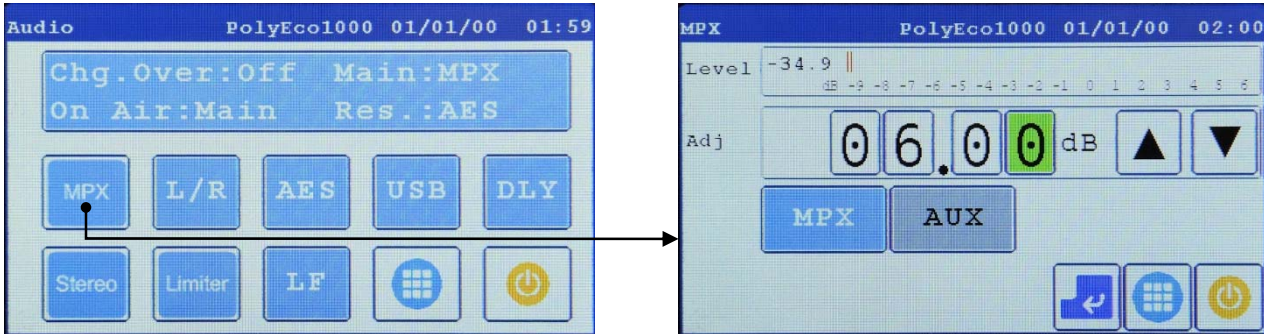 Audio PolyEco1000 01/01/00 01:59
Chg.Over:Off Main:MPX
On Air:Main Res.:AES
MPX L/R AES USB DLY
Stereo Limiter LF
MPX PolyEco1000 01/01/00 02:00
Level -34.9
dB -9 -8 -7 -6 -5 -4 -3 -2 -1 0 1 2 3 4 5 6
Adj 06.00 dB
MPX AUX